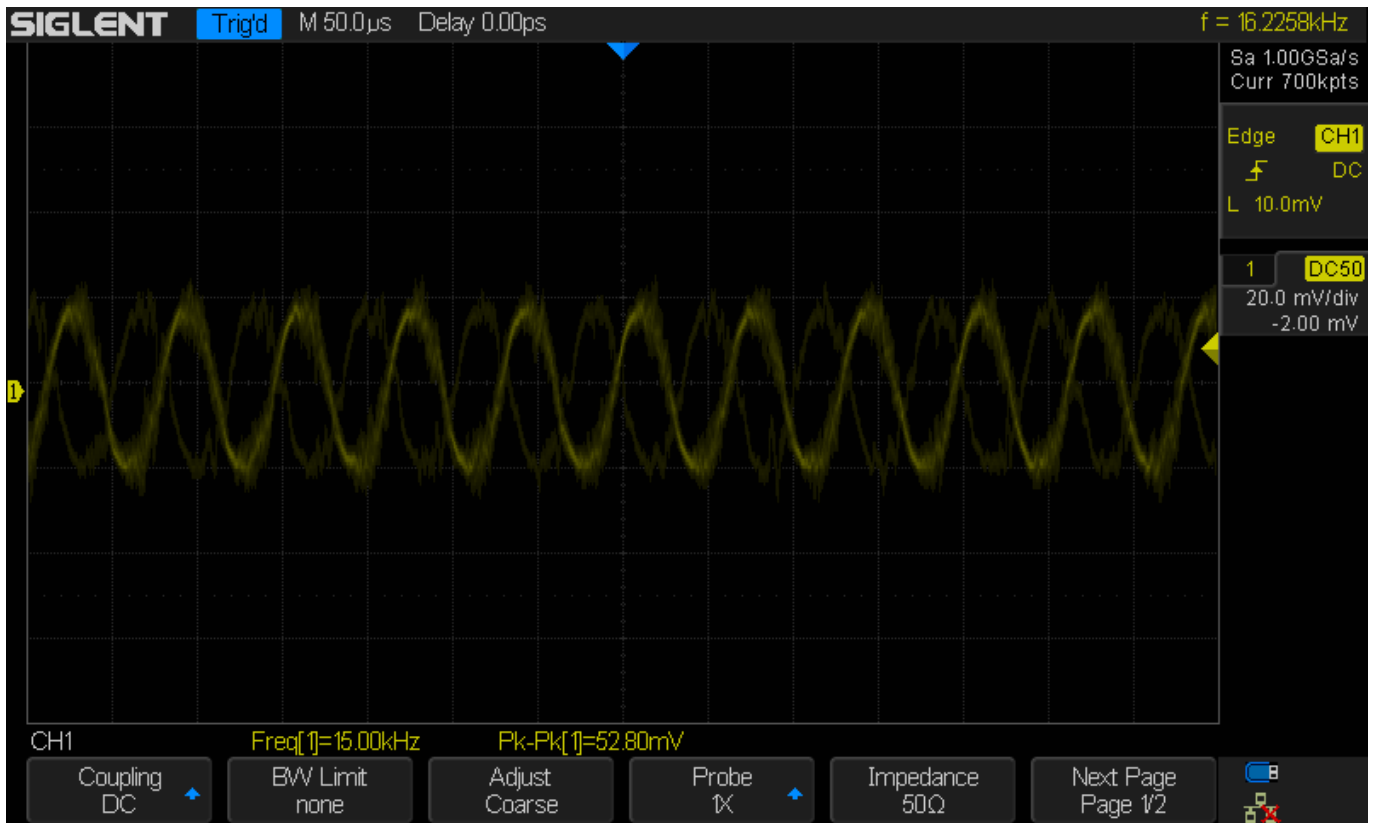 SIGLENT Trig'd M 50.0µs Delay 0.00ps f = 16.2258kHz
Sa 1.00GSa/s
Curr 700kpts
Edge CH1
DC
L 10.0mV
1 DC50
20.0 mV/div
-2.00 mV
1
CH1 Freq[1]=15.00kHz Pk-Pk[1]=52.80mV
Coupling BW Limit Adjust Probe Impedance Next Page
DC none Coarse 1X 50Ω Page 1/2